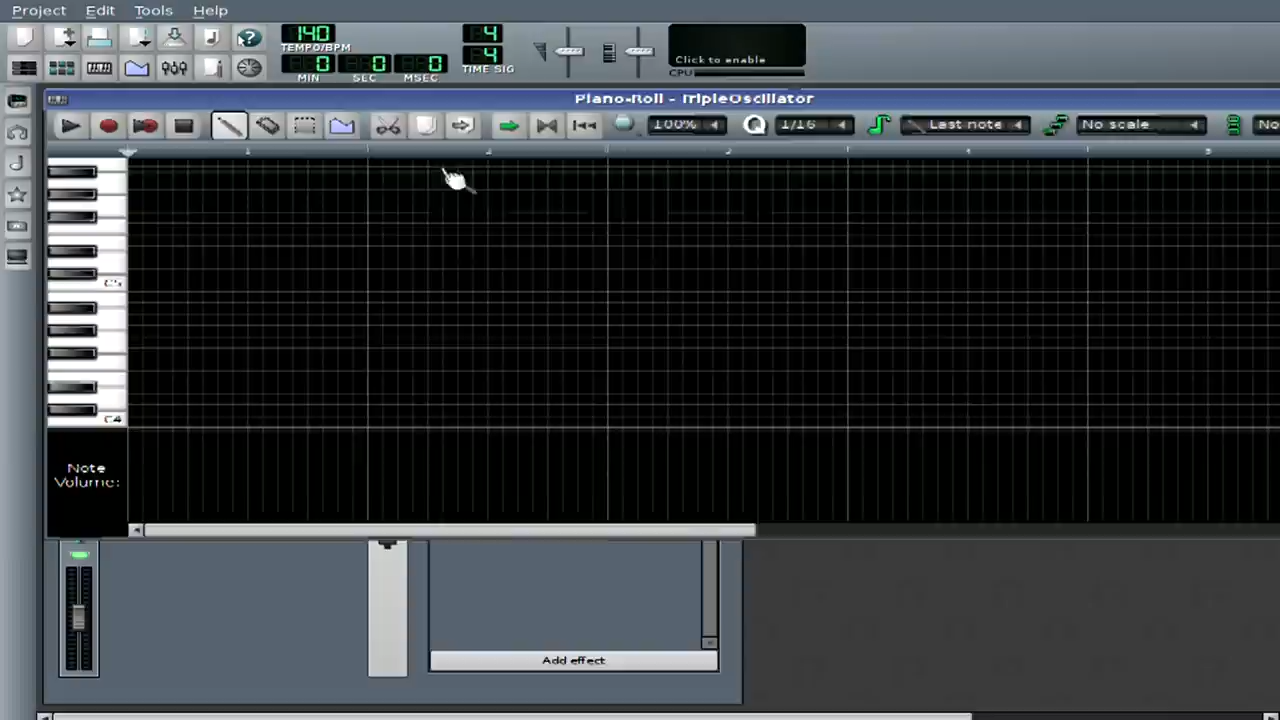 Project Edit Tools Help
140
TEMPO/BPM
0 0 0
MIN SEC MSEC
4
4
TIME SIG
Click to enable
CPU
Piano-Roll - TripleOscillator
100% Q 1/16 Last note No scale No
C5
C4
Note
Volume:
Add effect